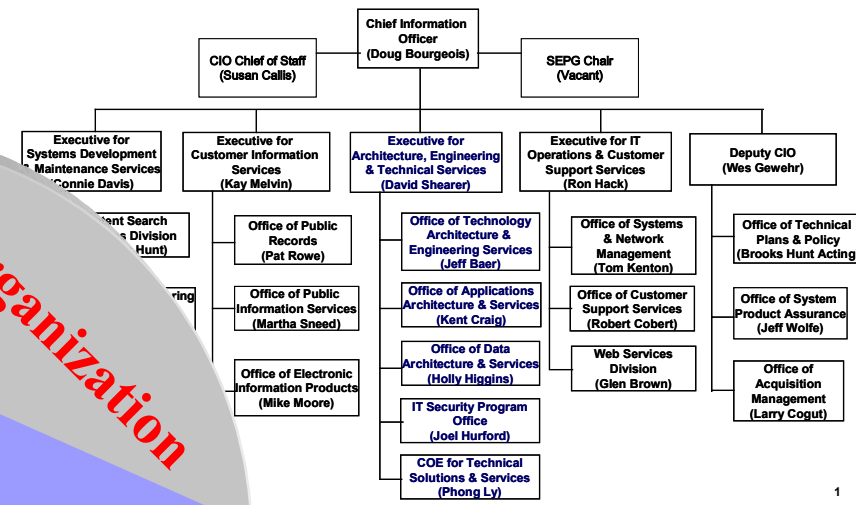 Chief Information
Officer
(Doug Bourgeois)
CIO Chief of Staff
(Susan Callis)
SEPG Chair
(Vacant)
Executive for
Systems Development
Maintenance Services
(Connie Davis)
Executive for
Customer Information
Services
(Kay Melvin)
Executive for
Architecture, Engineering
& Technical Services
(David Shearer)
Executive for IT
Operations & Customer
Support Services
(Ron Hack)
Deputy CIO
(Wes Gewehr)
Search
Division
Hunt)
Office of Public
Records
(Pat Rowe)
Office of Public
Information Services
(Martha Sneed)
Office of Electronic
Information Products
(Mike Moore)
Office of Technology
Architecture &
Engineering Services
(Jeff Baer)
Office of Applications
Architecture & Services
(Kent Craig)
Office of Data
Architecture & Services
(Holly Higgins)
IT Security Program
Office
(Joel Hurford)
COE for Technical
Solutions & Services
(Phong Ly)
Office of Systems
& Network
Management
(Tom Kenton)
Office of Customer
Support Services
(Robert Cobert)
Web Services
Division
(Glen Brown)
Office of Technical
Plans & Policy
(Brooks Hunt Acting
Office of System
Product Assurance
(Jeff Wolfe)
Office of
Acquisition
Management
(Larry Cogut)
ganization
1